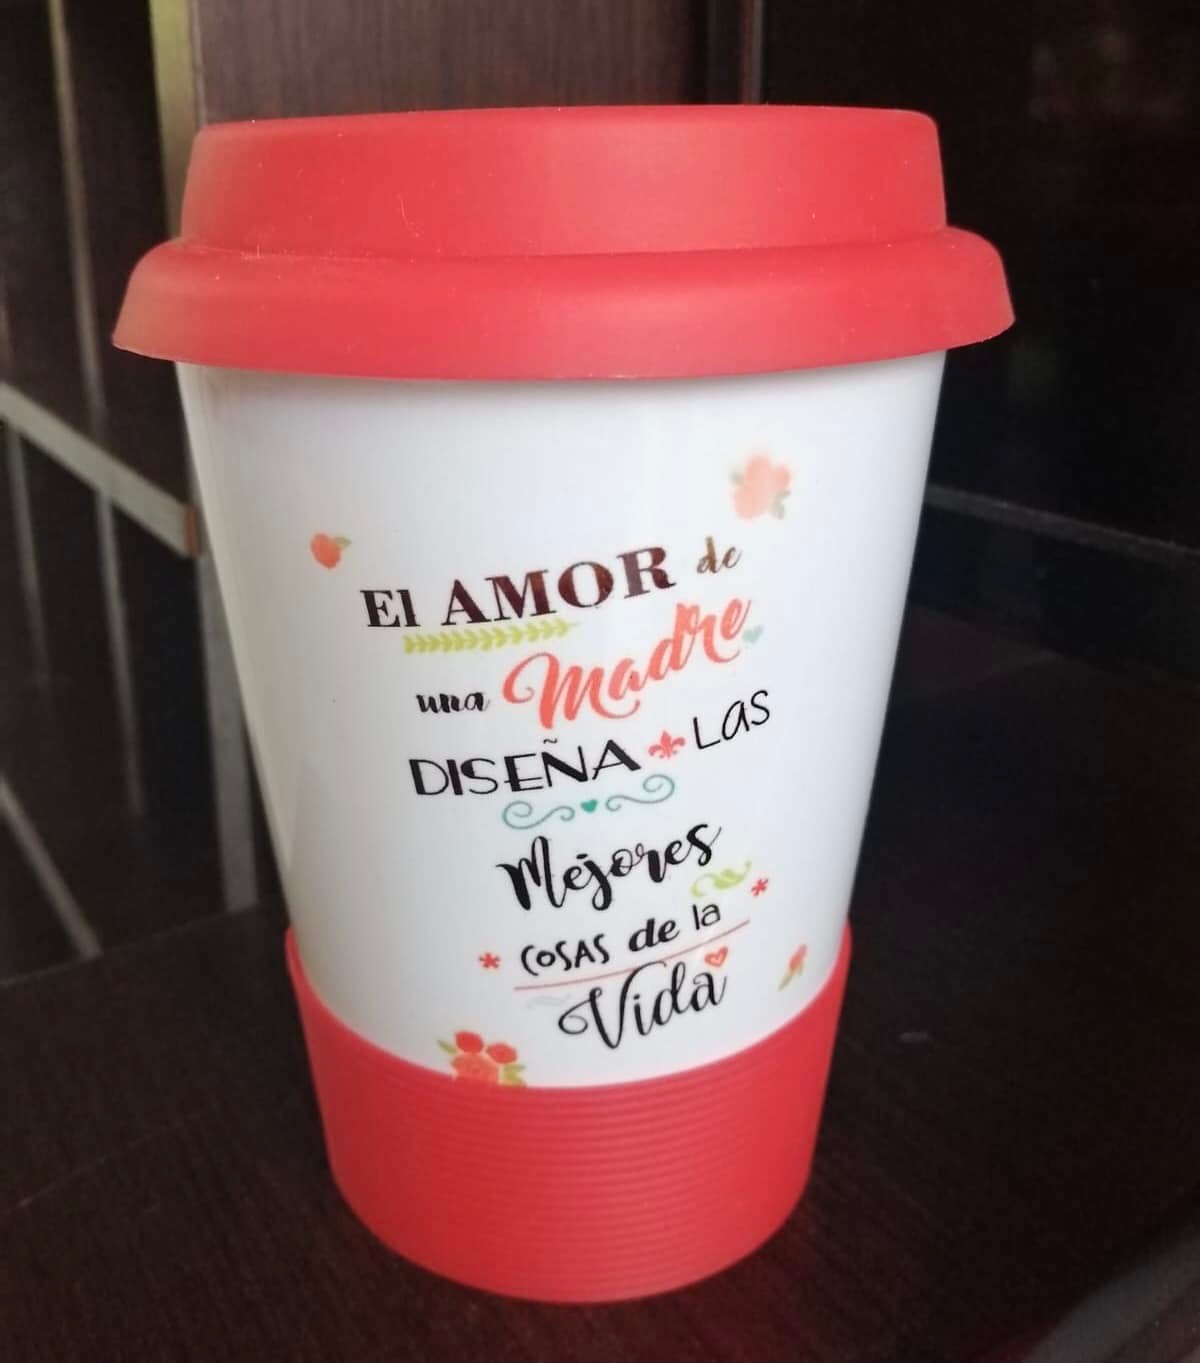 El AMOR de
una Madre
DISEÑA LAS
Mejores
COSAS de la
Vida